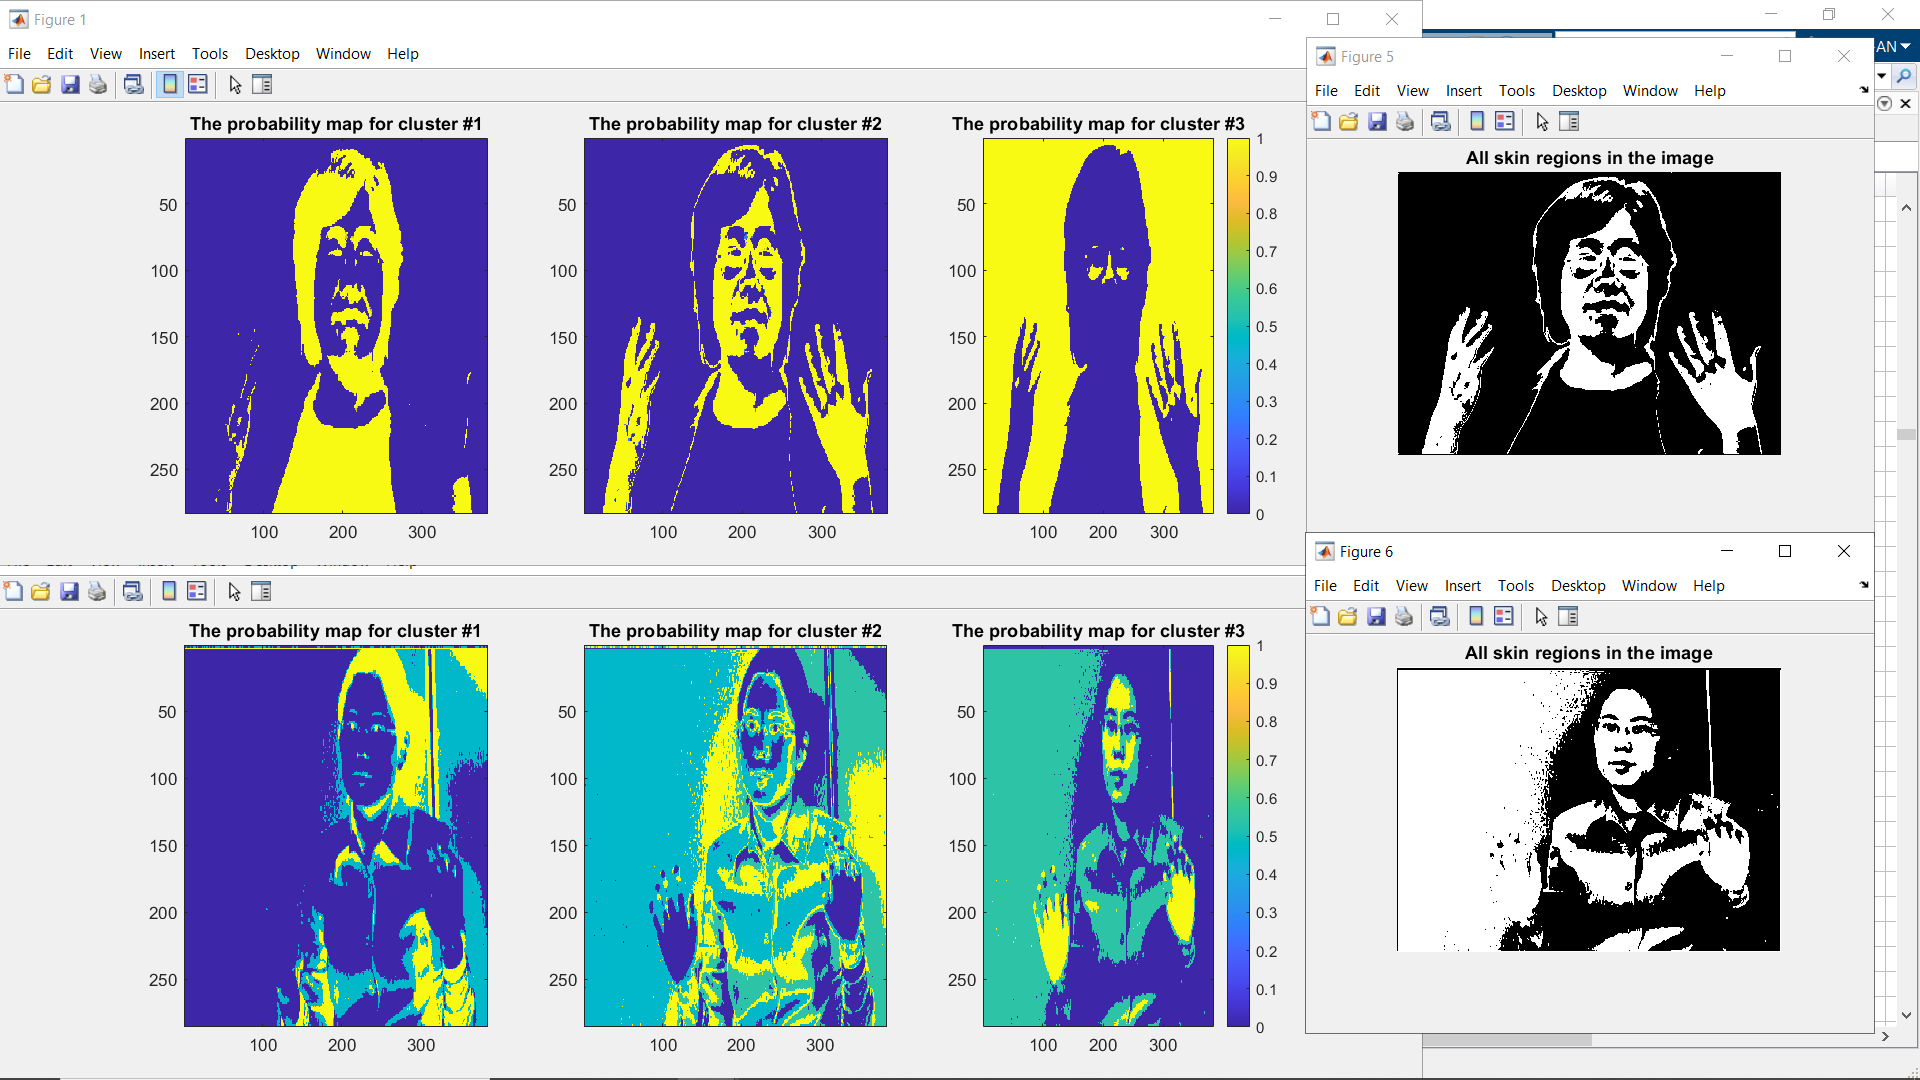 Figure 1
File Edit View Insert Tools Desktop Window Help
The probability map for cluster #1
50
100
150
200
250
100 200 300
The probability map for cluster #2
50
100
150
200
250
100 200 300
The probability map for cluster #3
50
100
150
200
250
100 200 300
1
0.9
0.8
0.7
0.6
0.5
0.4
0.3
0.2
0.1
0
The probability map for cluster #1
50
100
150
200
250
100 200 300
The probability map for cluster #2
50
100
150
200
250
100 200 300
The probability map for cluster #3
50
100
150
200
250
100 200 300
1
0.9
0.8
0.7
0.6
0.5
0.4
0.3
0.2
0.1
0
AN
Figure 5
File Edit View Insert Tools Desktop Window Help
All skin regions in the image
Figure 6
File Edit View Insert Tools Desktop Window Help
All skin regions in the image